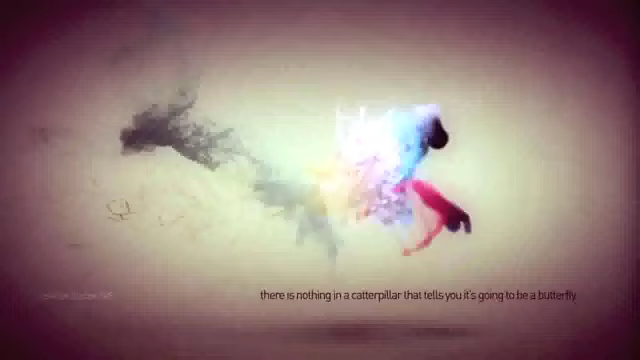 there is nothing in a catterpillar that tells you it's going to be a butterfly